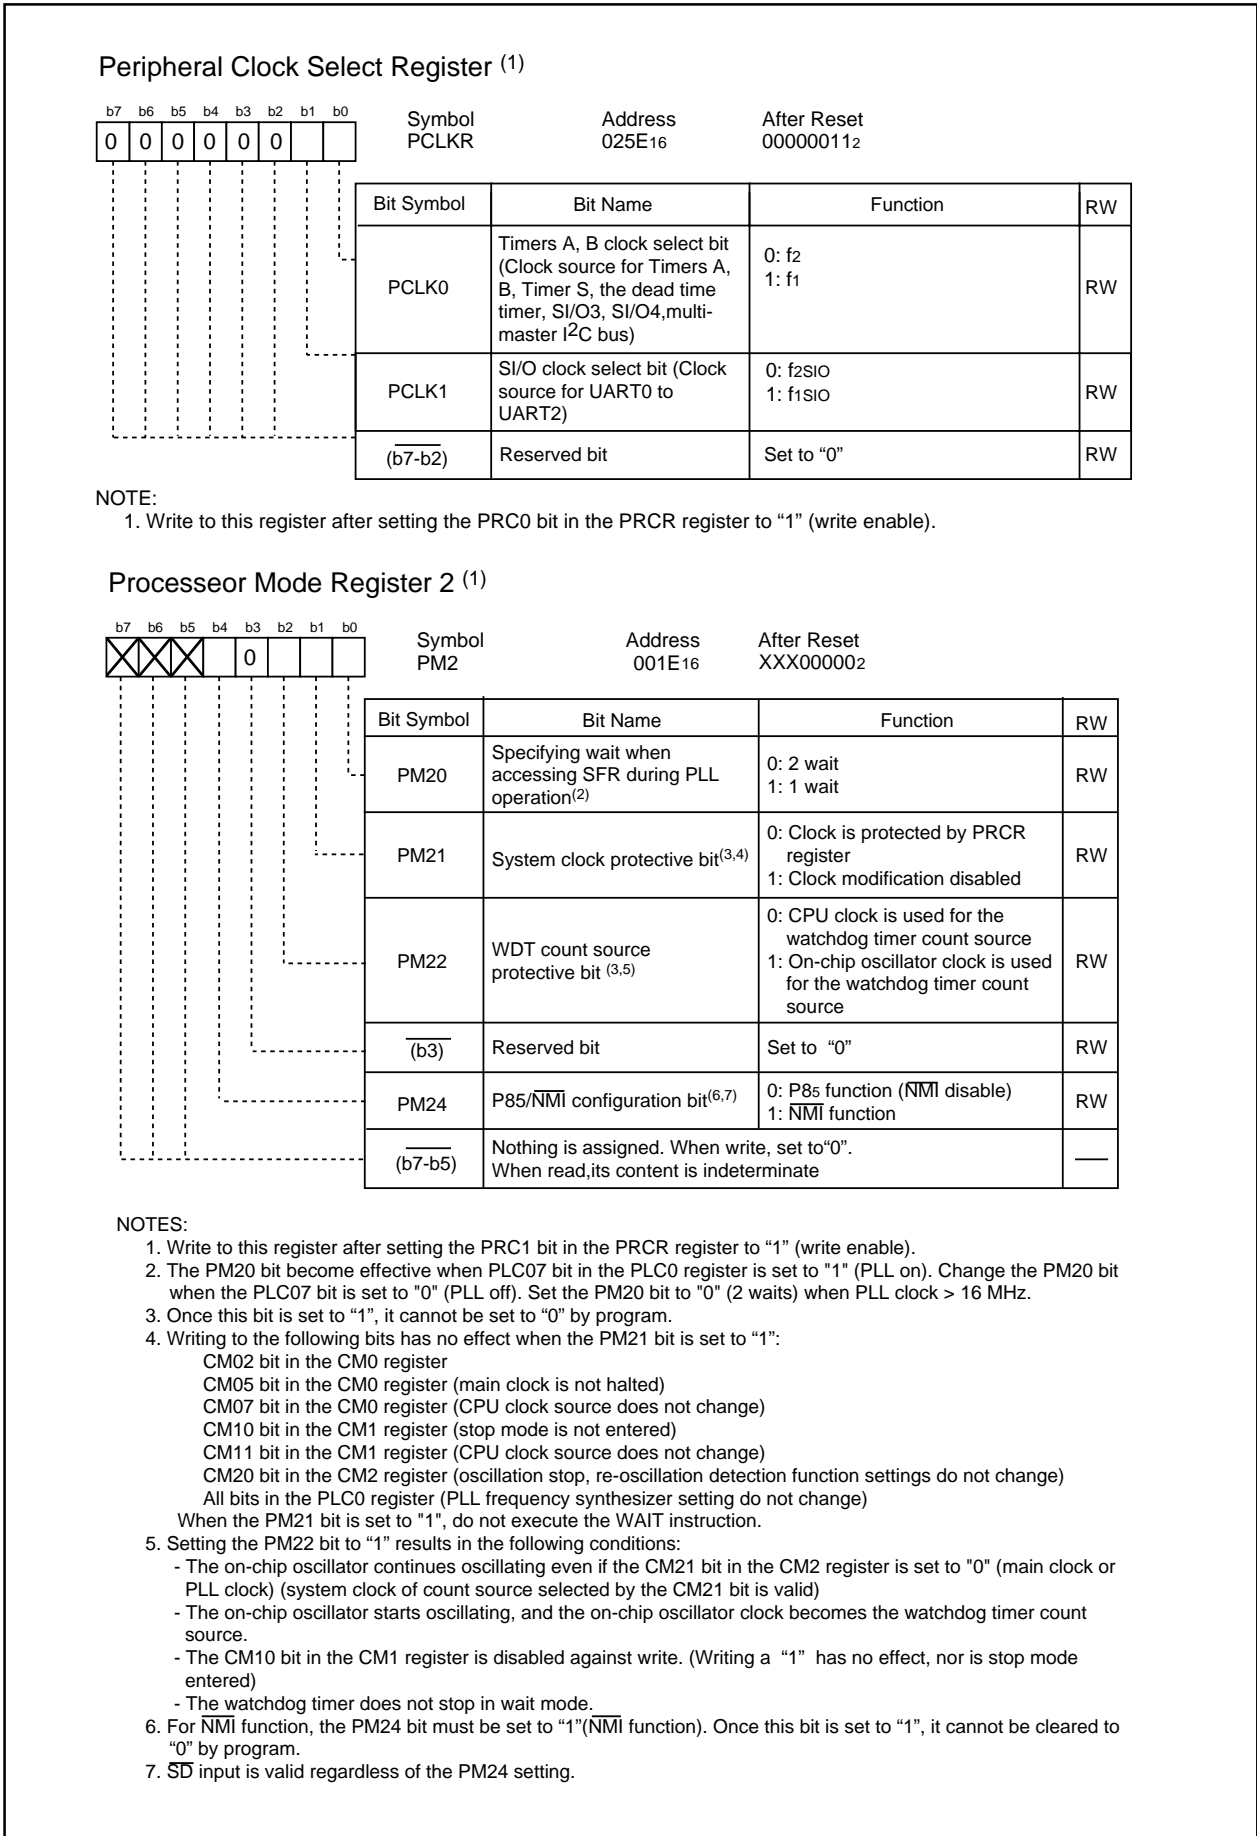 Peripheral Clock Select Register (1)
b7 b6 b5 b4 b3 b2 b1 b0
0 0 0 0 0 0
Symbol Address After Reset
PCLKR 025E16 000000112
Bit Symbol Bit Name Function RW
PCLK0
Timers A, B clock select bit
(Clock source for Timers A,
B, Timer S, the dead time
timer, SI/O3, SI/O4,multi-
master I2C bus)
0: f2
1: f1
RW
PCLK1
SI/O clock select bit (Clock
source for UART0 to
UART2)
0: f2SIO
1: f1SIO
RW
(b7-b2) Reserved bit Set to “0” RW
NOTE:
1. Write to this register after setting the PRC0 bit in the PRCR register to “1” (write enable).
Processeor Mode Register 2 (1)
b7 b6 b5 b4 b3 b2 b1 b0
0
Symbol Address After Reset
PM2 001E16 XXX000002
Bit Symbol Bit Name Function RW
PM20
Specifying wait when
accessing SFR during PLL
operation(2)
0: 2 wait
1: 1 wait
RW
PM21
System clock protective bit(3,4)
0: Clock is protected by PRCR
register
1: Clock modification disabled
RW
PM22
WDT count source
protective bit (3,5)
0: CPU clock is used for the
watchdog timer count source
1: On-chip oscillator clock is used
for the watchdog timer count
source
RW
(b3) Reserved bit Set to “0” RW
PM24
P85/NMI configuration bit(6,7)
0: P85 function (NMI disable)
1: NMI function
RW
(b7-b5)
Nothing is assigned. When write, set to“0”.
When read,its content is indeterminate
NOTES:
1. Write to this register after setting the PRC1 bit in the PRCR register to “1” (write enable).
2. The PM20 bit become effective when PLC07 bit in the PLC0 register is set to "1" (PLL on). Change the PM20 bit
when the PLC07 bit is set to "0" (PLL off). Set the PM20 bit to "0" (2 waits) when PLL clock > 16 MHz.
3. Once this bit is set to “1”, it cannot be set to “0” by program.
4. Writing to the following bits has no effect when the PM21 bit is set to “1”:
CM02 bit in the CM0 register
CM05 bit in the CM0 register (main clock is not halted)
CM07 bit in the CM0 register (CPU clock source does not change)
CM10 bit in the CM1 register (stop mode is not entered)
CM11 bit in the CM1 register (CPU clock source does not change)
CM20 bit in the CM2 register (oscillation stop, re-oscillation detection function settings do not change)
All bits in the PLC0 register (PLL frequency synthesizer setting do not change)
When the PM21 bit is set to "1", do not execute the WAIT instruction.
5. Setting the PM22 bit to “1” results in the following conditions:
- The on-chip oscillator continues oscillating even if the CM21 bit in the CM2 register is set to "0" (main clock or
PLL clock) (system clock of count source selected by the CM21 bit is valid)
- The on-chip oscillator starts oscillating, and the on-chip oscillator clock becomes the watchdog timer count
source.
- The CM10 bit in the CM1 register is disabled against write. (Writing a “1” has no effect, nor is stop mode
entered)
- The watchdog timer does not stop in wait mode.
6. For NMI function, the PM24 bit must be set to “1”(NMI function). Once this bit is set to “1”, it cannot be cleared to
“0” by program.
7. SD input is valid regardless of the PM24 setting.